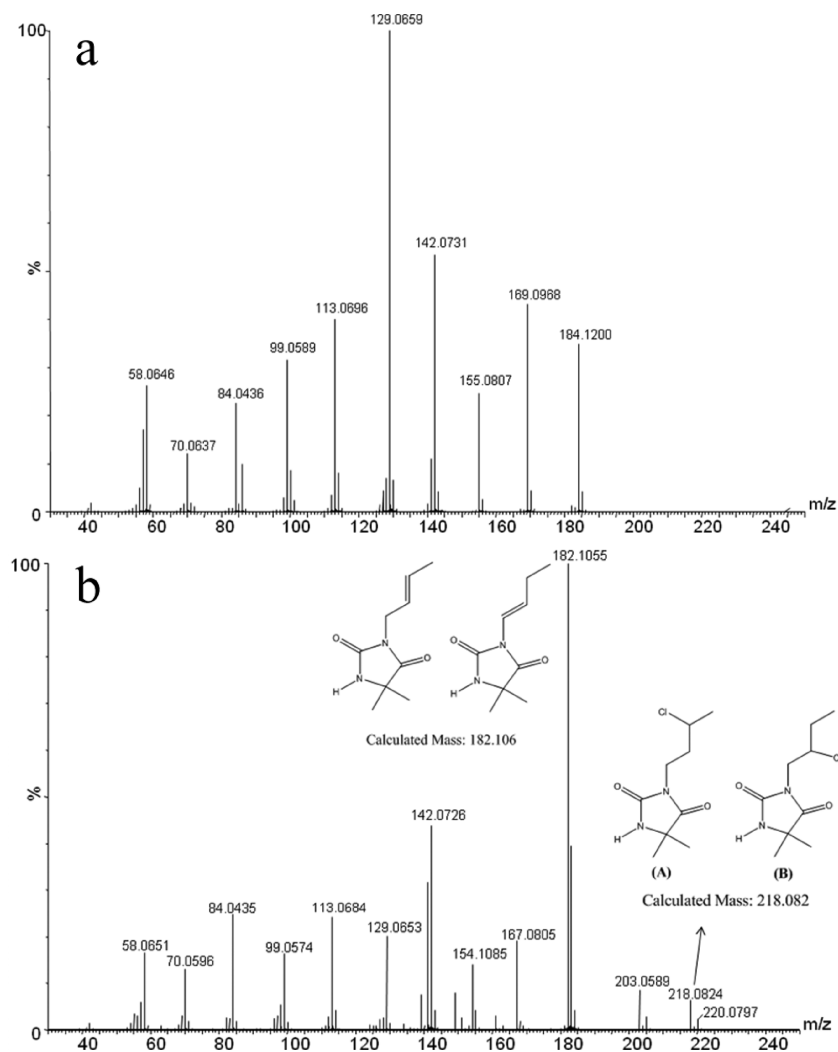 a
100
%
0
129.0659
142.0731
169.0968
113.0696
184.1200
99.0589
58.0646
155.0807
84.0436
70.0637
40 60 80 100 120 140 160 180 200 220 240
m/z
b
100
%
0
182.1055
O
N
O
N
H
O
N
O
N
H
Calculated Mass: 182.106
Cl
O
N
O
N
H
(A)
O
N
O
N
H
(B)
Calculated Mass: 218.082
142.0726
84.0435
113.0684
129.0653
167.0805
58.0651
99.0574
154.1085
70.0596
203.0589
218.0824
220.0797
40 60 80 100 120 140 160 180 200 220 240
m/z